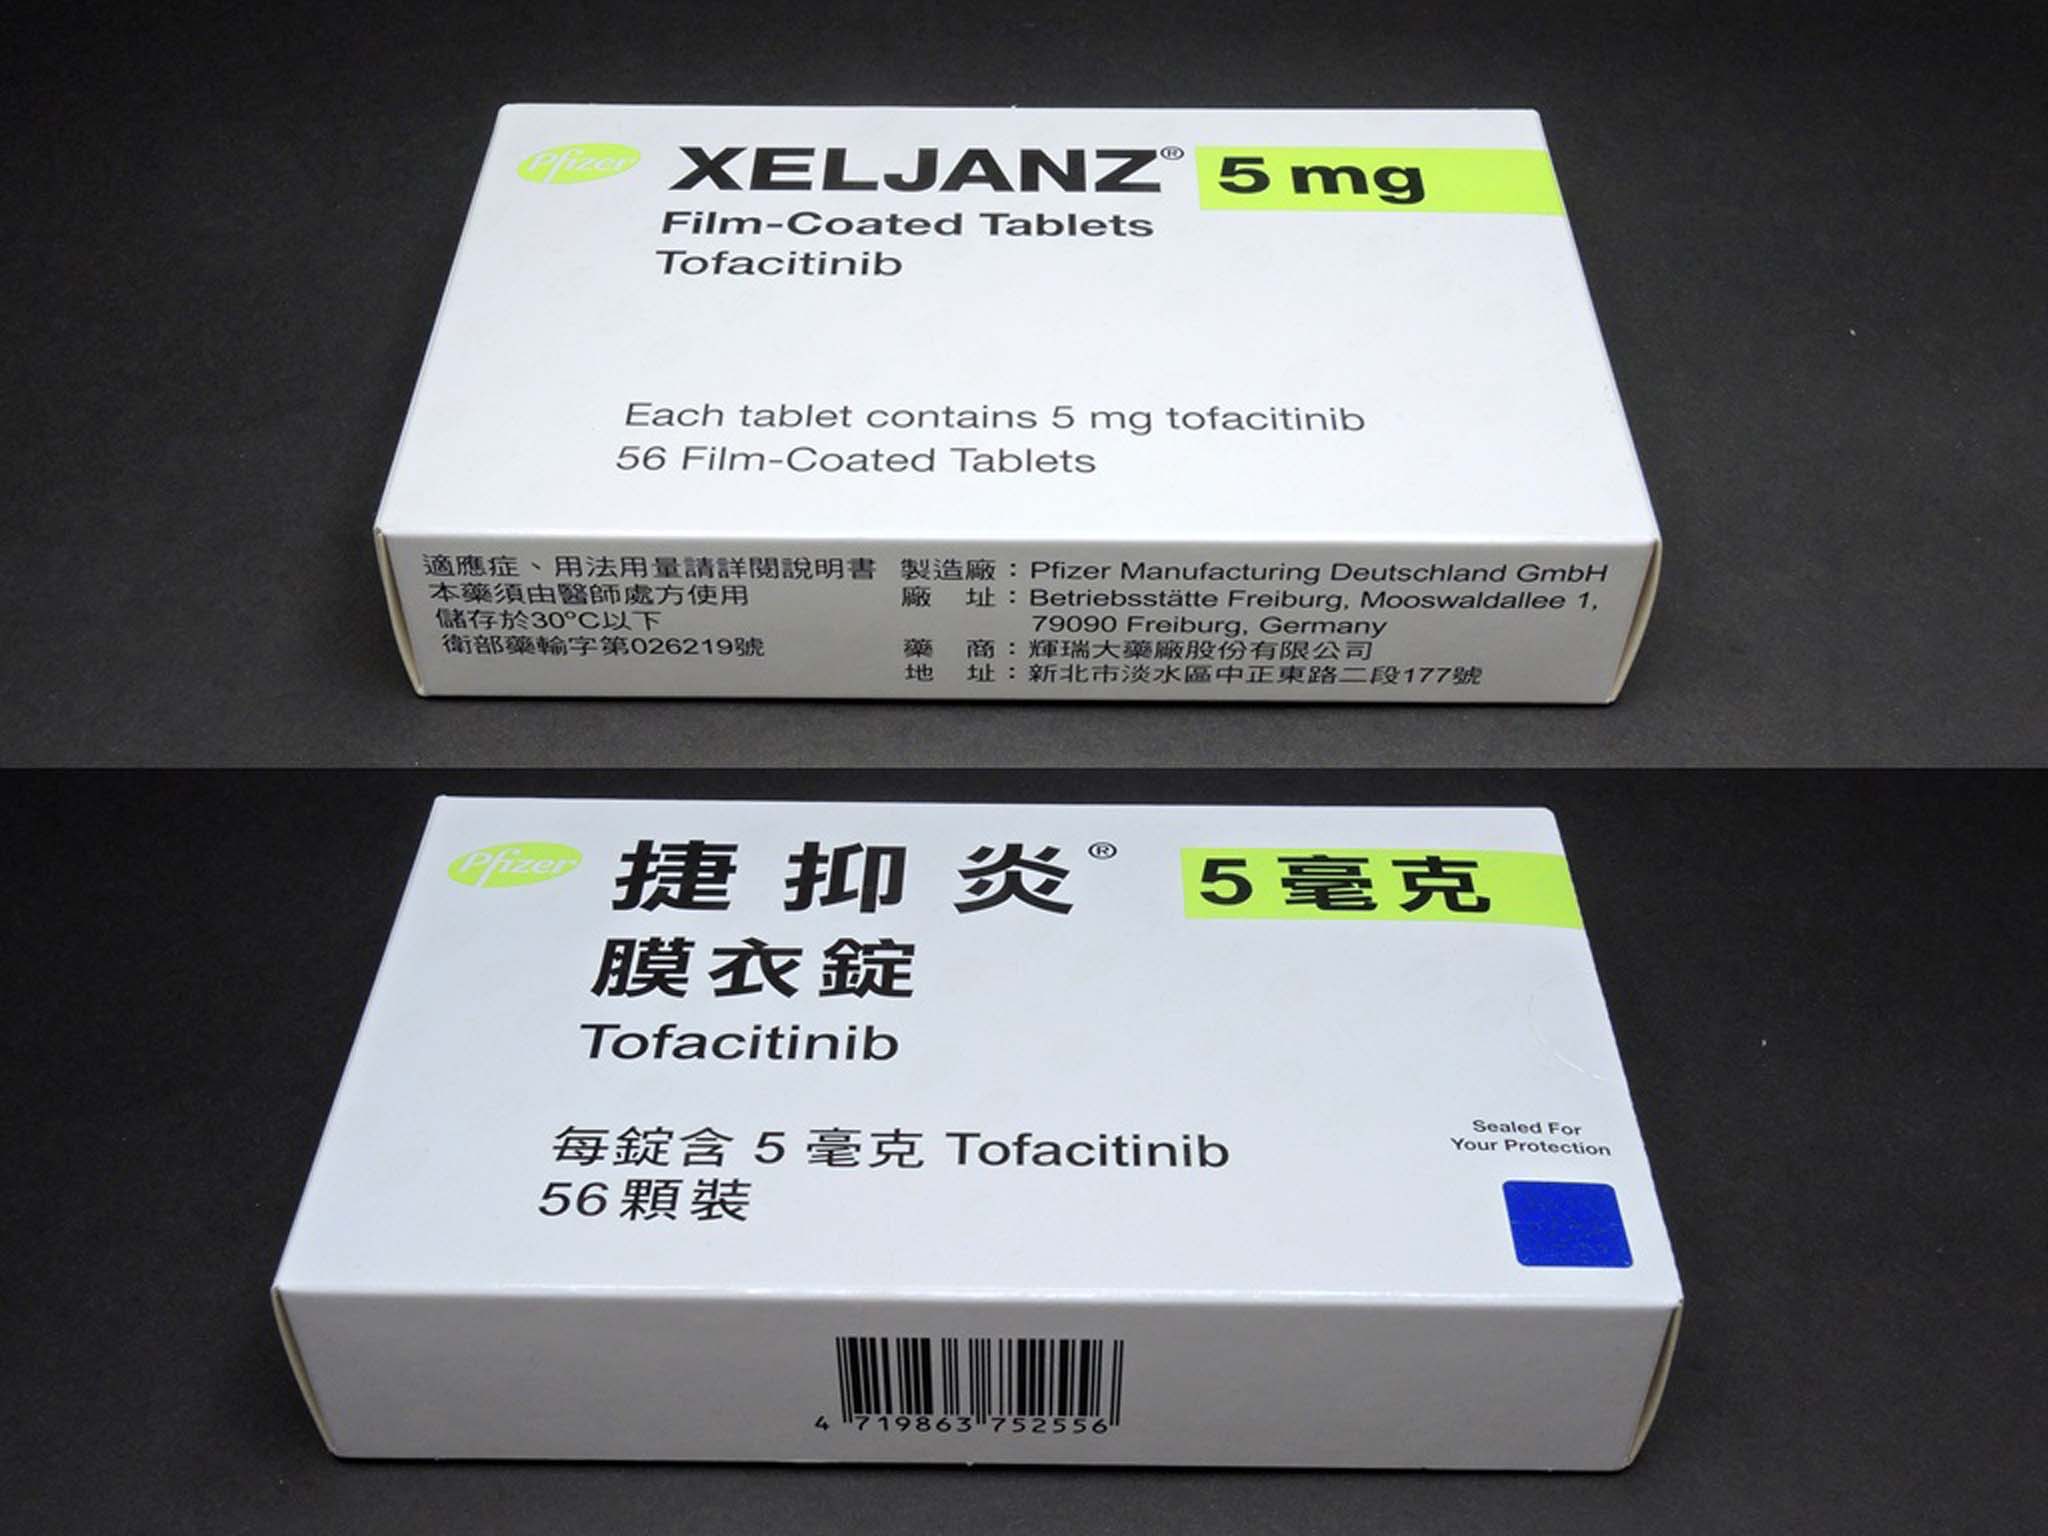 Pfizer XELJANZ® 5 mg
Film-Coated Tablets
Tofacitinib
Each tablet contains 5 mg tofacitinib
56 Film-Coated Tablets
適應症、用法用量請詳閱說明書
本藥須由醫師處方使用
儲存於30°C以下
衛部藥輸字第026219號
製造廠：Pfizer Manufacturing Deutschland GmbH
廠 址：Betriebsstätte Freiburg, Mooswaldallee 1,
79090 Freiburg, Germany
藥 商：輝瑞大藥廠股份有限公司
地 址：新北市淡水區中正東路二段177號
Pfizer 捷抑炎® 5毫克
膜衣錠
Tofacitinib
每錠含 5 毫克 Tofacitinib
56顆裝
Sealed For
Your Protection
4 719863 752556